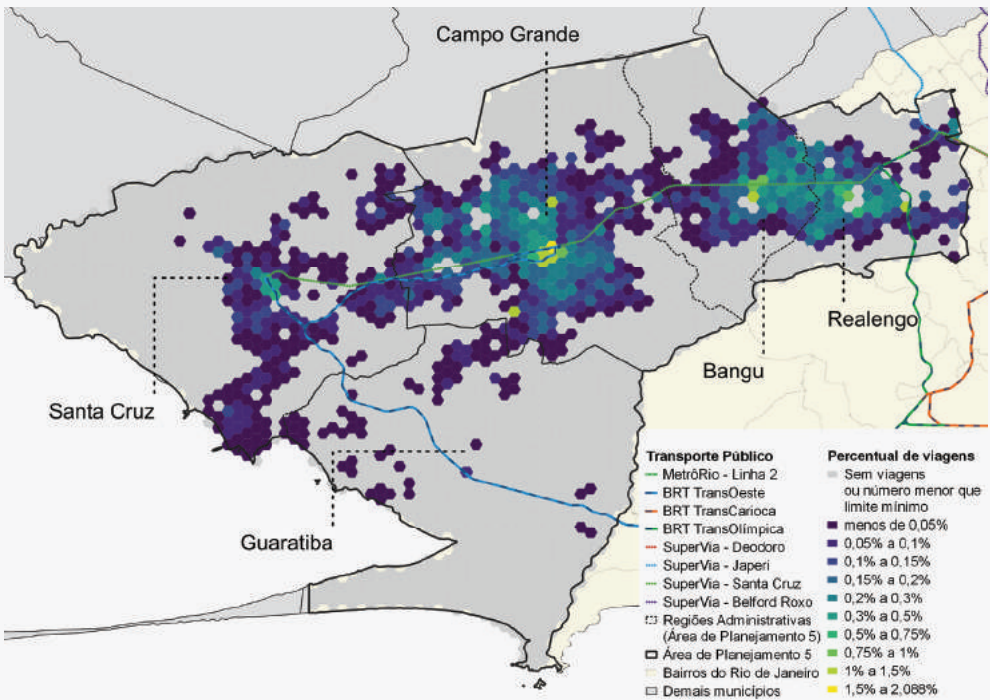 Campo Grande
Santa Cruz
Guaratiba
Bangu
Realengo
Transporte Público
MetrôRio - Linha 2
BRT TransOeste
BRT TransCarioca
BRT TransOlímpica
SuperVia - Deodoro
SuperVia - Japeri
SuperVia - Santa Cruz
SuperVia - Belford Roxo
Regiões Administrativas
(Área de Planejamento 5)
Área de Planejamento 5
Bairros do Rio de Janeiro
Demais municípios
Percentual de viagens
Sem viagens
ou número menor que
limite mínimo
menos de 0,05%
0,05% a 0,1%
0,1% a 0,15%
0,15% a 0,2%
0,2% a 0,3%
0,3% a 0,5%
0,5% a 0,75%
0,75% a 1%
1% a 1,5%
1,5% a 2,088%